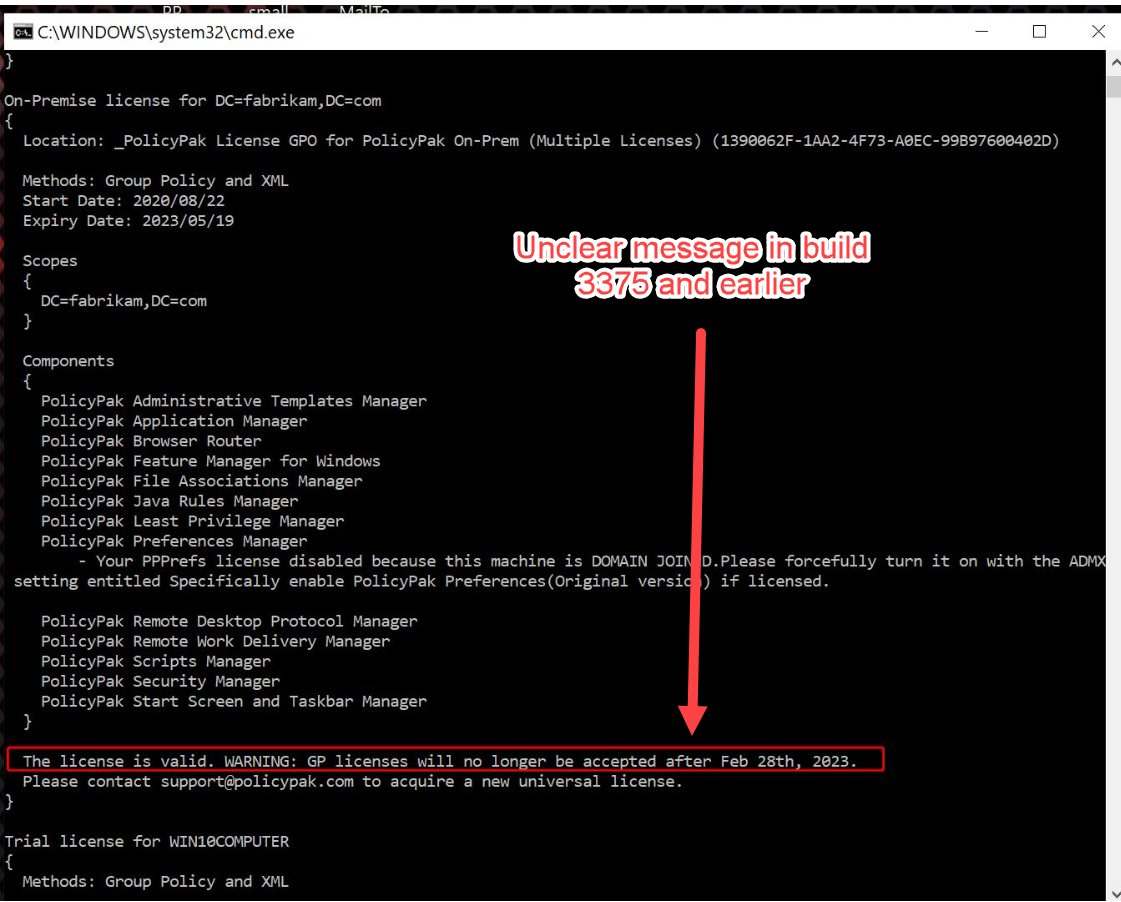 PP small MailTo
C:\WINDOWS\system32\cmd.exe
}
On-Premise license for DC=fabrikam,DC=com
{
Location: _PolicyPak License GPO for PolicyPak On-Prem (Multiple Licenses) (1390062F-1AA2-4F73-A0EC-99B97600402D)
Methods: Group Policy and XML
Start Date: 2020/08/22
Expiry Date: 2023/05/19
Unclear message in build
3375 and earlier
Scopes
{
DC=fabrikam,DC=com
}
Components
{
PolicyPak Administrative Templates Manager
PolicyPak Application Manager
PolicyPak Browser Router
PolicyPak Feature Manager for Windows
PolicyPak File Associations Manager
PolicyPak Java Rules Manager
PolicyPak Least Privilege Manager
PolicyPak Preferences Manager
- Your PPPrefs license disabled because this machine is DOMAIN JOINED.Please forcefully turn it on with the ADMX
setting entitled Specifically enable PolicyPak Preferences(Original version) if licensed.
PolicyPak Remote Desktop Protocol Manager
PolicyPak Remote Work Delivery Manager
PolicyPak Scripts Manager
PolicyPak Security Manager
PolicyPak Start Screen and Taskbar Manager
}
The license is valid. WARNING: GP licenses will no longer be accepted after Feb 28th, 2023.
Please contact support@policypak.com to acquire a new universal license.
}
Trial license for WIN10COMPUTER
{
Methods: Group Policy and XML